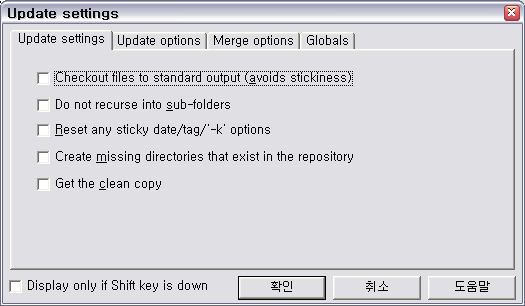 Update settings
Update settings Update options Merge options Globals
Checkout files to standard output (avoids stickiness)
Do not recurse into sub-folders
Reset any sticky date/tag/'-k' options
Create missing directories that exist in the repository
Get the clean copy
Display only if Shift key is down 확인 취소 도움말